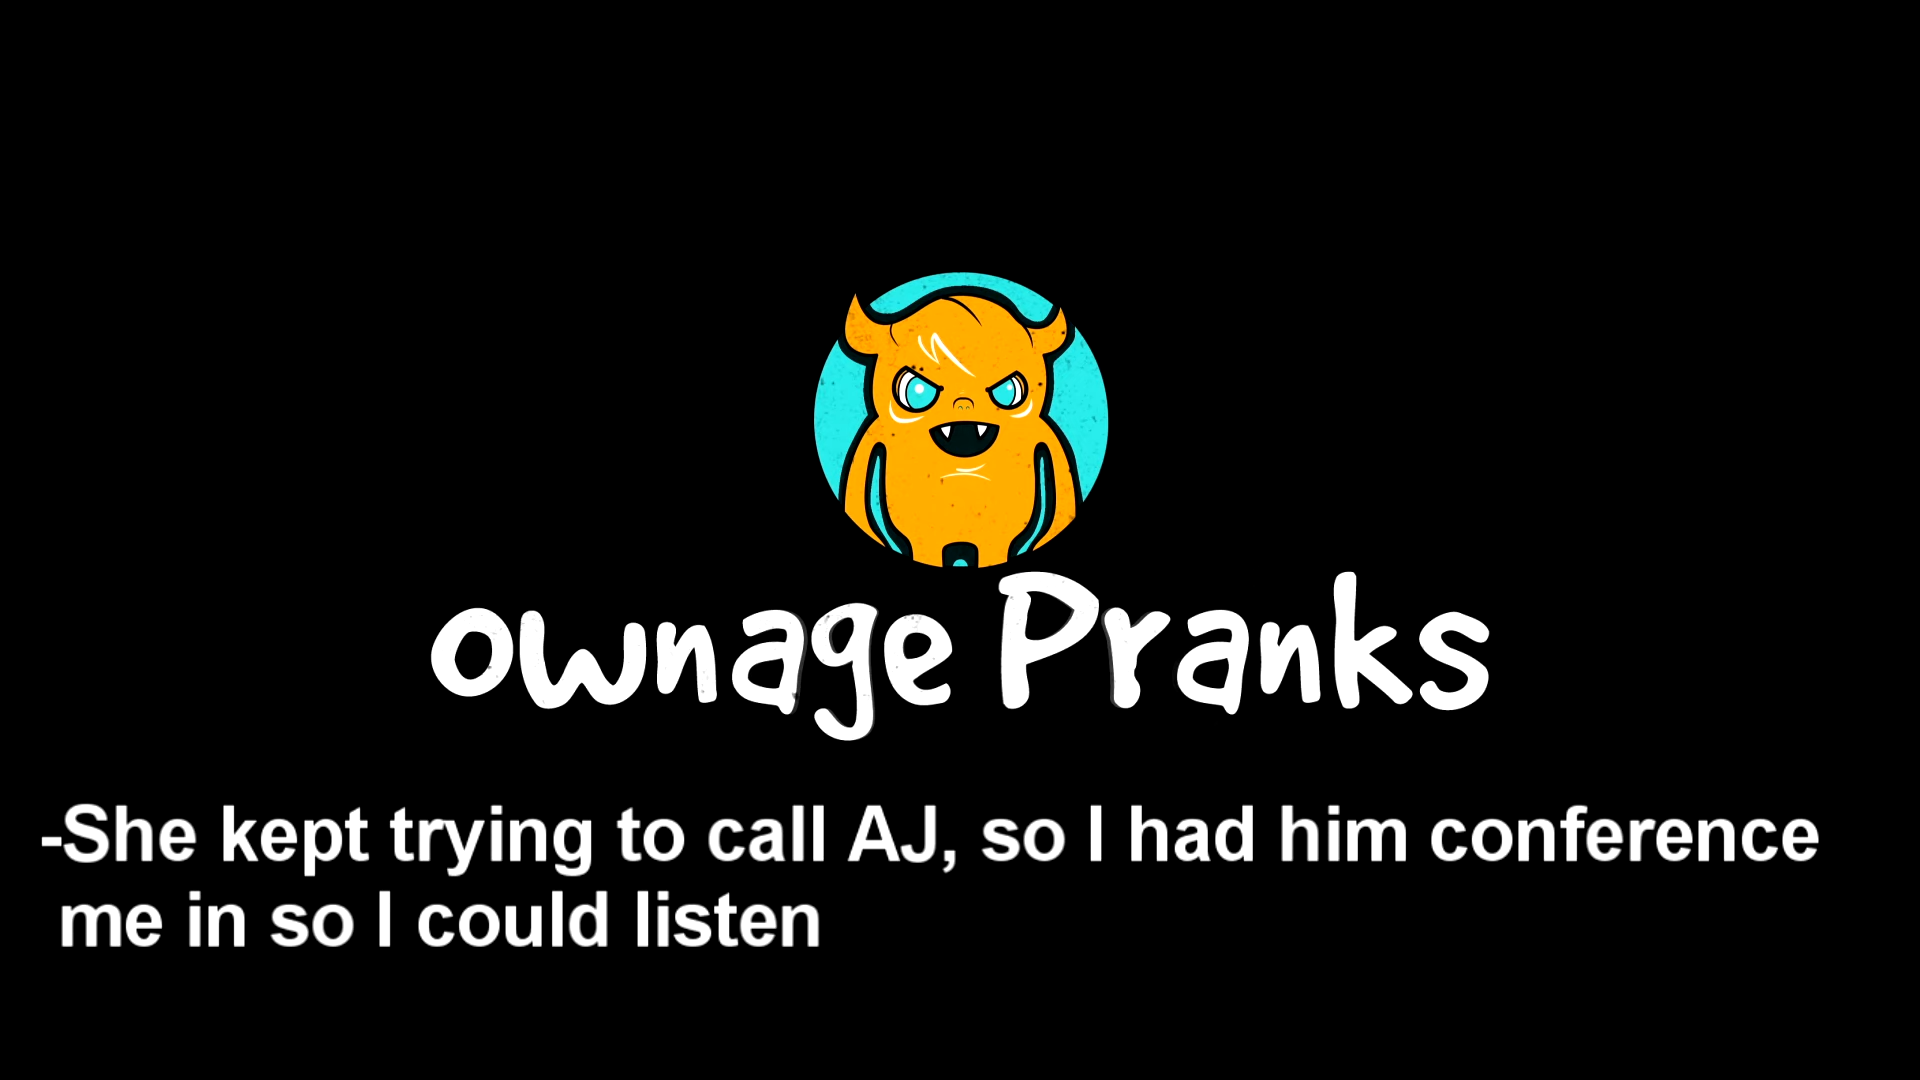 ownage Pranks
-She kept trying to call AJ, so I had him conference
me in so I could listen